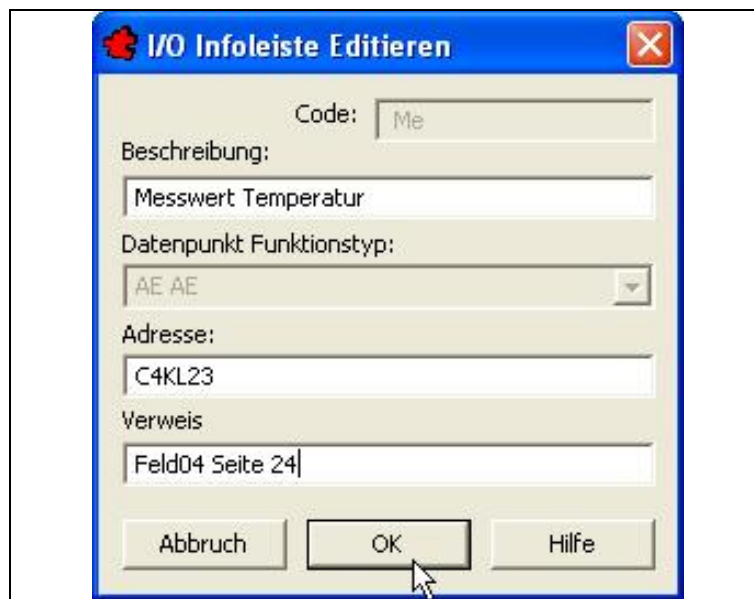 I/O Infoleiste Editieren
Code: Me
Beschreibung:
Messwert Temperatur
Datenpunkt Funktionstyp:
AE AE
Adresse:
C4KL23
Verweis
Feld04 Seite 24
Abbruch OK Hilfe